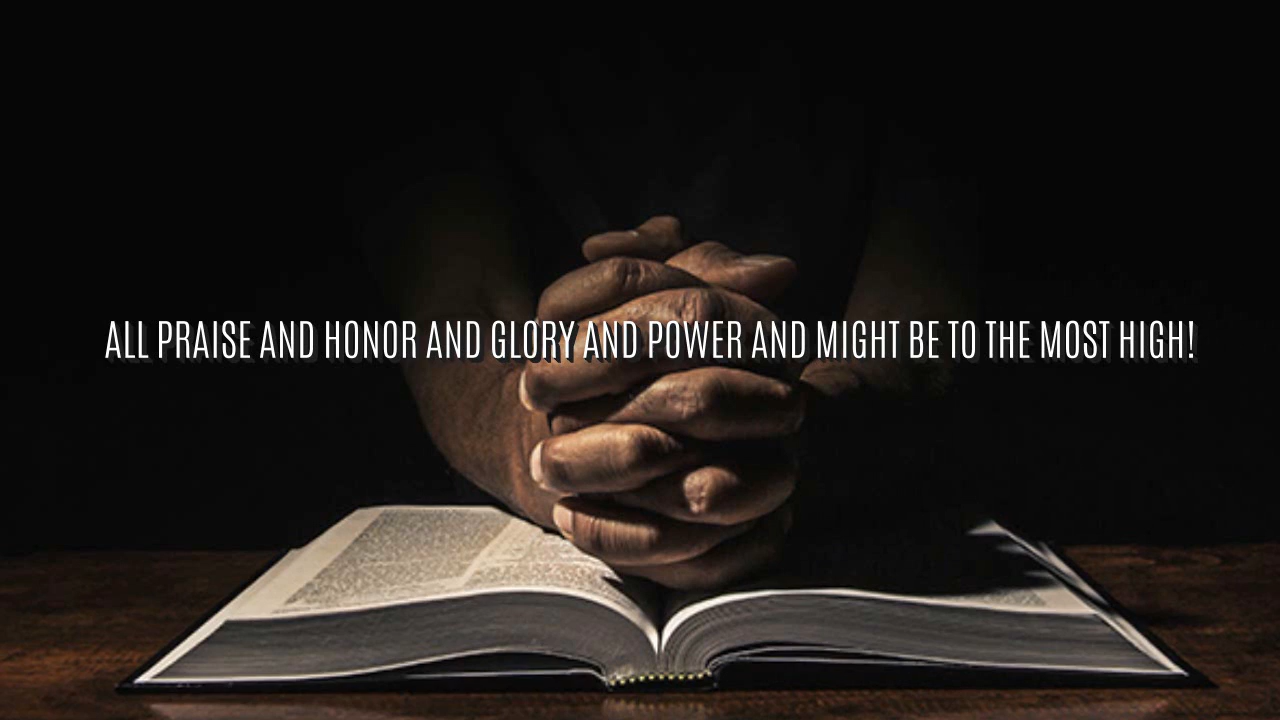 ALL PRAISE AND HONOR AND GLORY AND POWER AND MIGHT BE TO THE MOST HIGH!